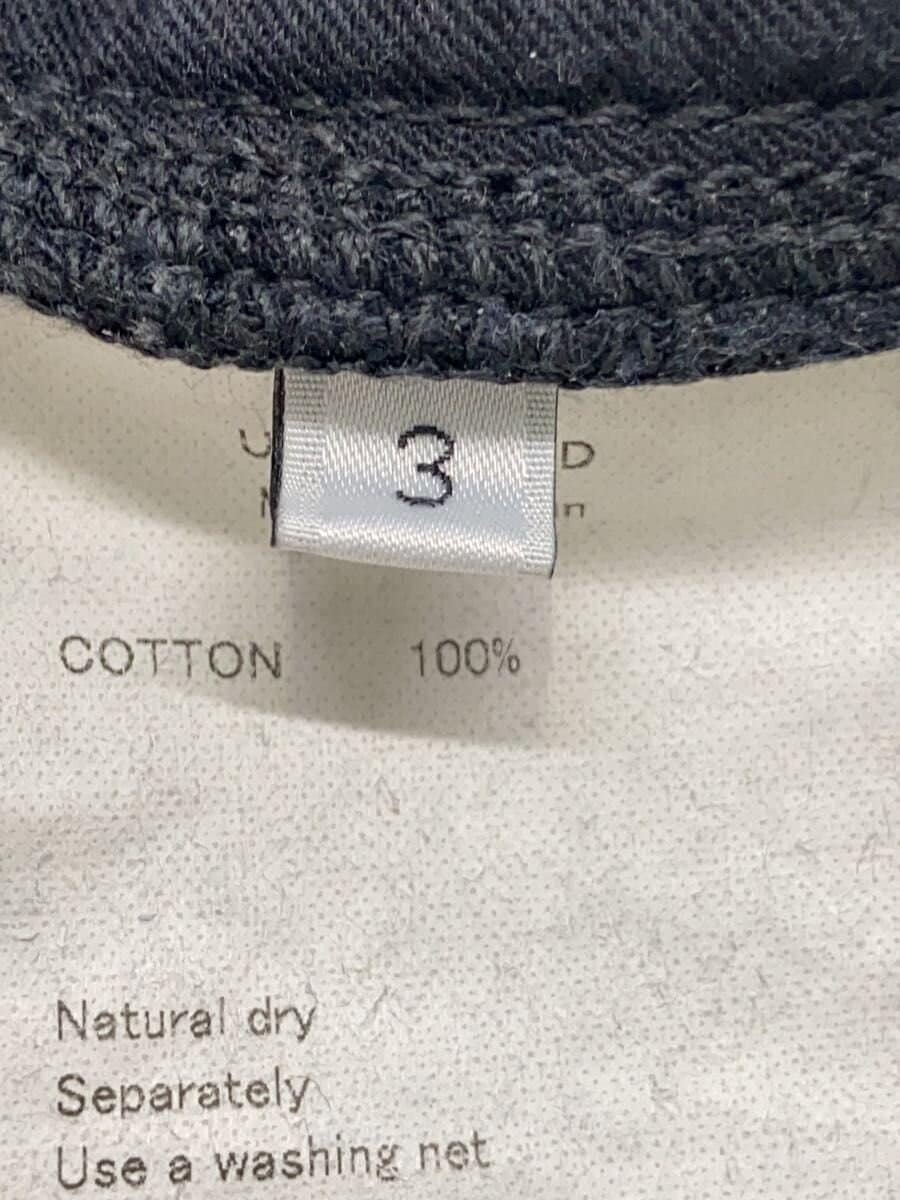 3
COTTON 100%
Natural dry
Separately
Use a washing net